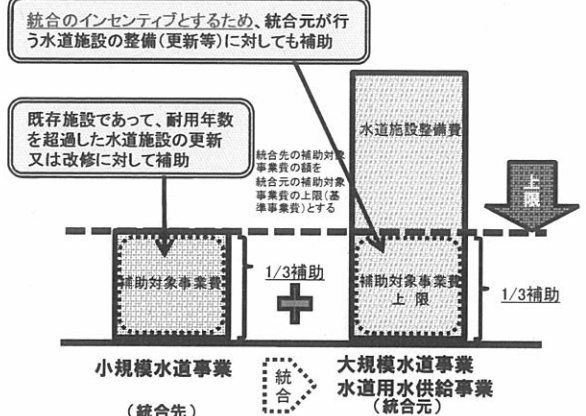 統合のインセンティブとするため、統合元が行
う水道施設の整備(更新等)に対しても補助
既存施設であって、耐用年数
を超過した水道施設の更新
又は改修に対して補助
統合先の補助対象
事業費の額を
統合元の補助対象
事業費の上限(基
準事業費)とする
水道施設整備費
上限
補助対象事業費
1/3補助
補助対象事業費
上 限
1/3補助
小規模水道事業
(統合先)
統合
大規模水道事業
水道用水供給事業
(統合元)